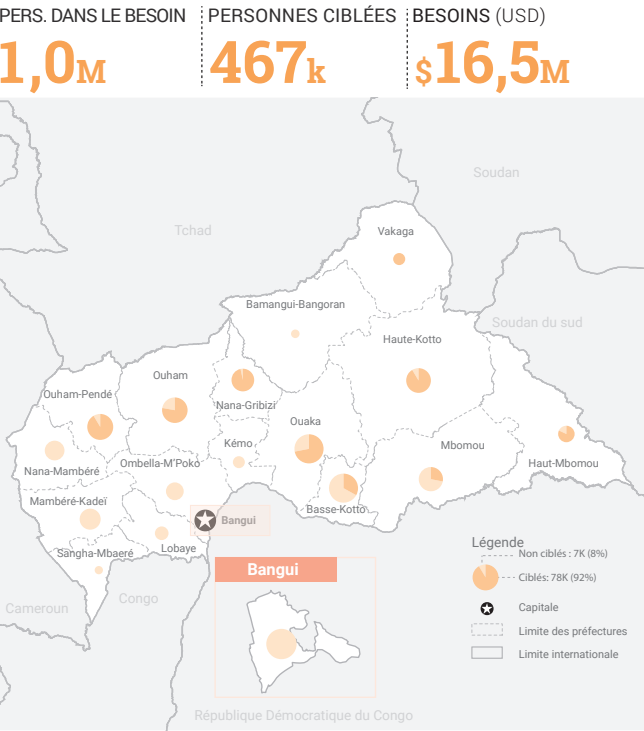 PERS. DANS LE BESOIN
1,0M
PERSONNES CIBLÉES
467k
BESOINS (USD)
$16,5M
Soudan
Tchad
Vakaga
Bamangui-Bangoran
Soudan du sud
Haute-Kotto
Ouham
Ouham-Pendé
Nana-Gribizi
Ouaka
Kémo
Mbomou
Ombella-M'Poko
Nana-Mambéré
Haut-Mbomou
Mambéré-Kadeï
Basse-Kotto
Bangui
Sangha-Mbaeré
Lobaye
Légende
Non ciblés : 7K (8%)
Ciblés: 78K (92%)
Capitale
Limite des préfectures
Limite internationale
Bangui
Cameroun
Congo
République Démocratique du Congo